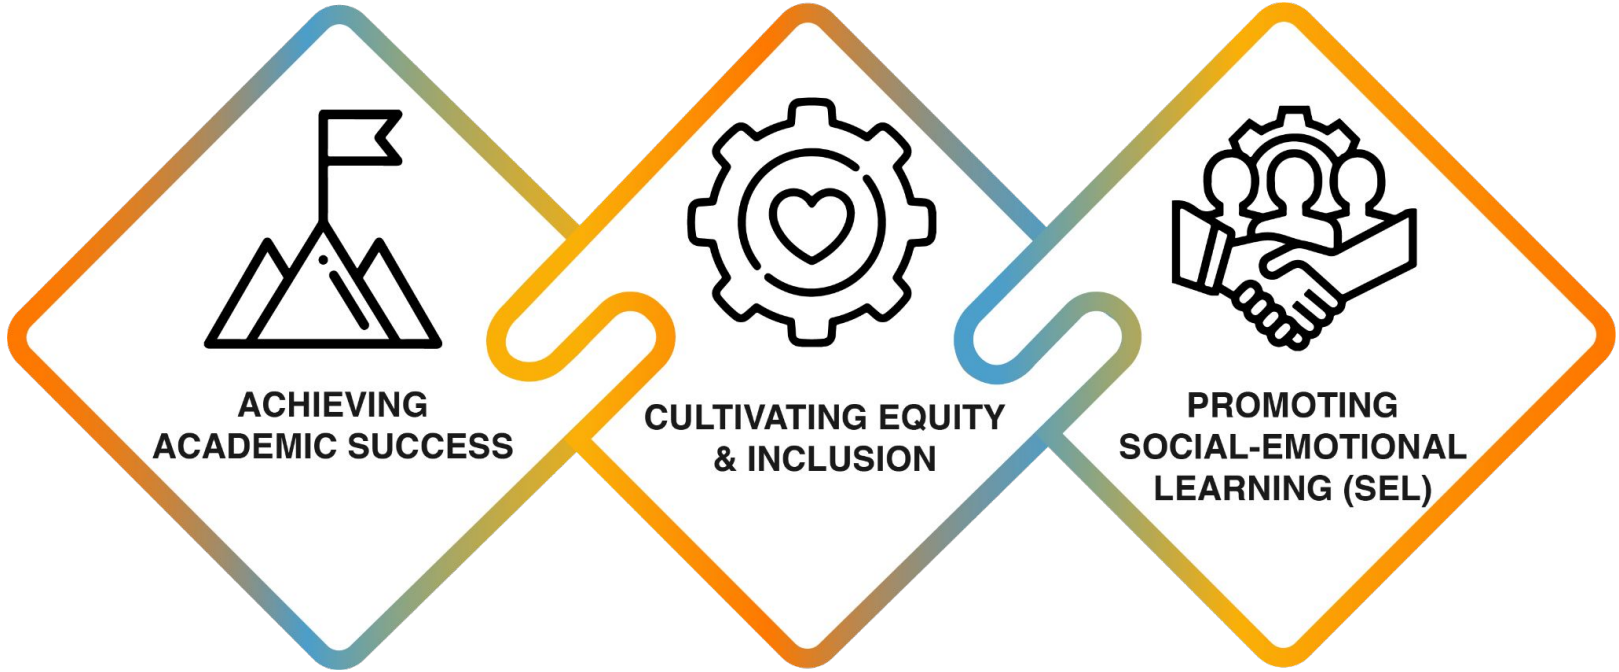 ACHIEVING
ACADEMIC SUCCESS
CULTIVATING EQUITY
& INCLUSION
PROMOTING
SOCIAL-EMOTIONAL
LEARNING (SEL)